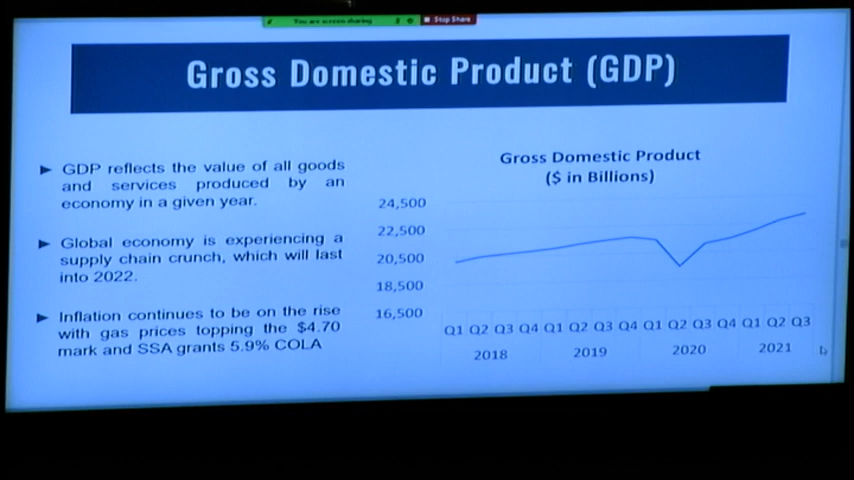 You are screen sharing Stop Share
Gross Domestic Product (GDP)
GDP reflects the value of all goods
and services produced by an
economy in a given year.
Global economy is experiencing a
supply chain crunch, which will last
into 2022.
Inflation continues to be on the rise
with gas prices topping the $4.70
mark and SSA grants 5.9% COLA
Gross Domestic Product
($ in Billions)
24,500
22,500
20,500
18,500
16,500
Q1 Q2 Q3 Q4 Q1 Q2 Q3 Q4 Q1 Q2 Q3 Q4 Q1 Q2 Q3
2018 2019 2020 2021